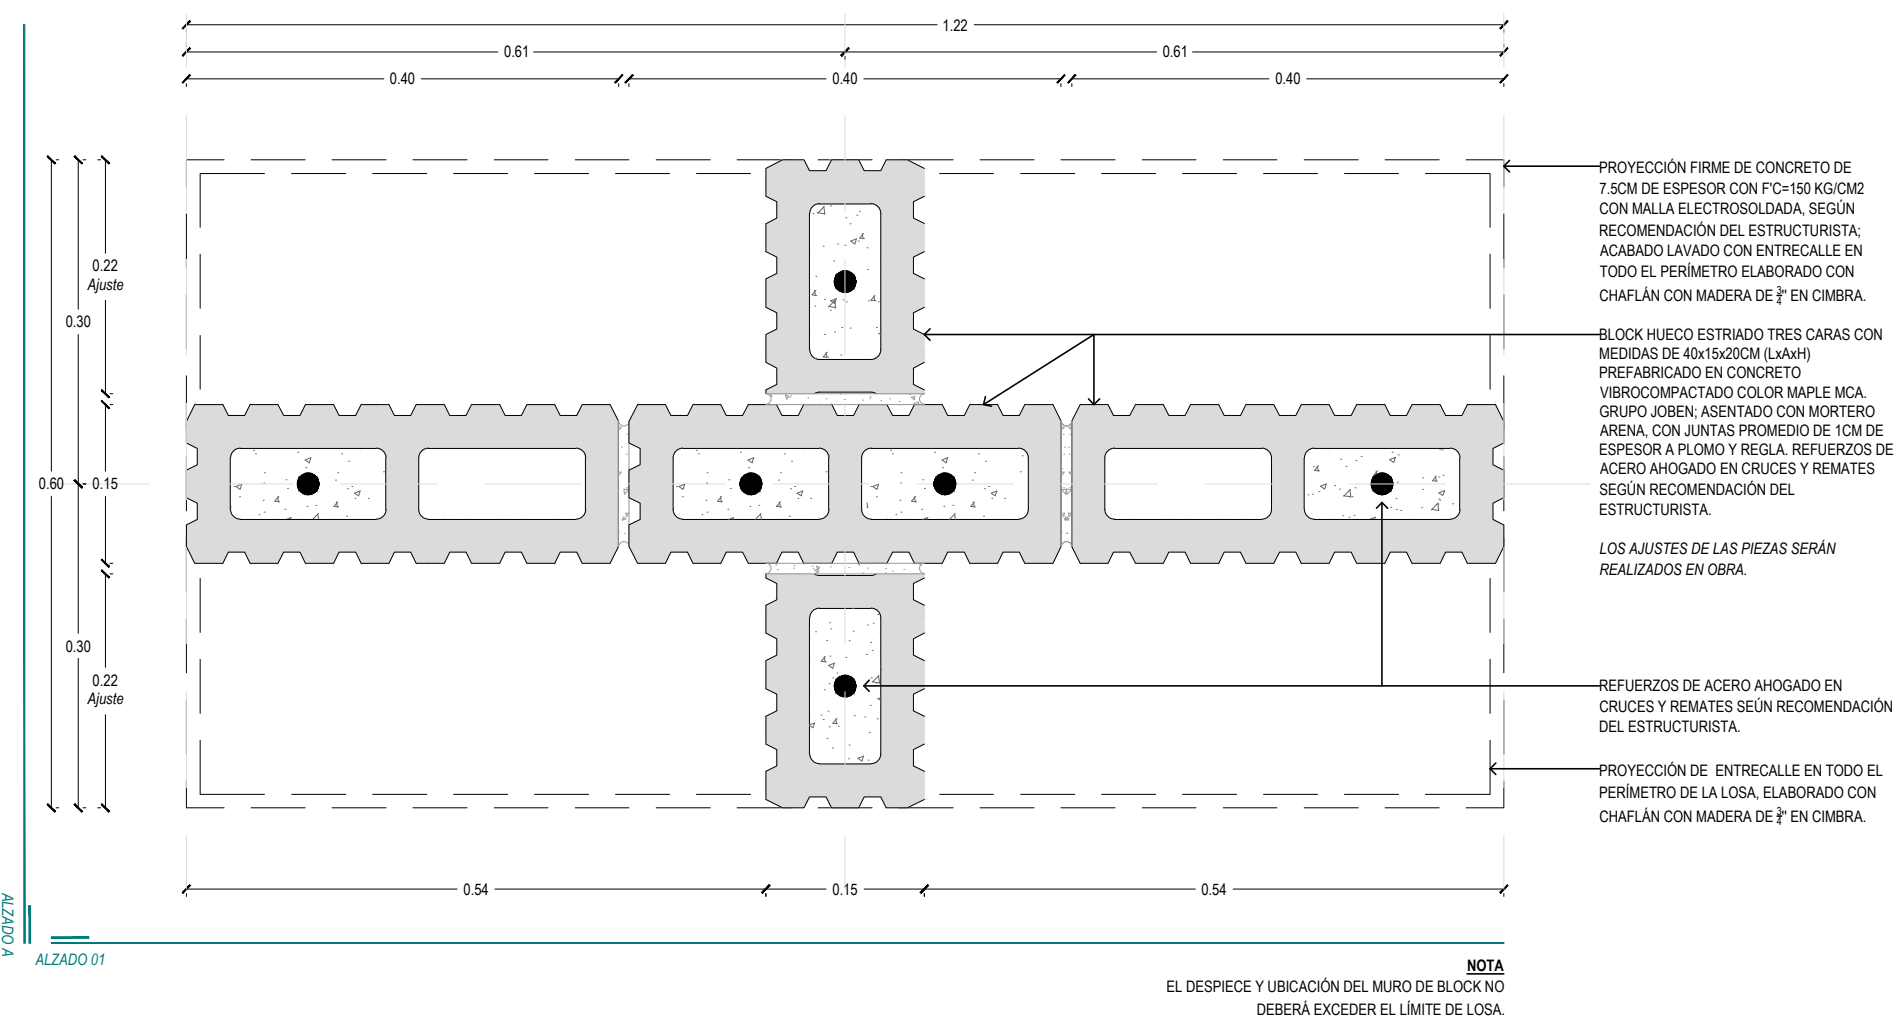 1.22
0.61
0.61
0.40
0.40
0.40
0.22
Ajuste
0.30
0.60
0.15
0.30
0.22
Ajuste
0.54
0.15
0.54
PROYECCIÓN FIRME DE CONCRETO DE
7.5CM DE ESPESOR CON F'C=150 KG/CM2
CON MALLA ELECTROSOLDADA, SEGÚN
RECOMENDACIÓN DEL ESTRUCTURISTA;
ACABADO LAVADO CON ENTRECALLE EN
TODO EL PERÍMETRO ELABORADO CON
CHAFLÁN CON MADERA DE 3/4" EN CIMBRA.
BLOCK HUECO ESTRIADO TRES CARAS CON
MEDIDAS DE 40x15x20CM (LxAxH)
PREFABRICADO EN CONCRETO
VIBROCOMPACTADO COLOR MAPLE MCA.
GRUPO JOBEN; ASENTADO CON MORTERO
ARENA, CON JUNTAS PROMEDIO DE 1CM DE
ESPESOR A PLOMO Y REGLA. REFUERZOS DE
ACERO AHOGADO EN CRUCES Y REMATES
SEGÚN RECOMENDACIÓN DEL
ESTRUCTURISTA.
LOS AJUSTES DE LAS PIEZAS SERÁN
REALIZADOS EN OBRA.
REFUERZOS DE ACERO AHOGADO EN
CRUCES Y REMATES SEÚN RECOMENDACIÓN
DEL ESTRUCTURISTA.
PROYECCIÓN DE ENTRECALLE EN TODO EL
PERÍMETRO DE LA LOSA, ELABORADO CON
CHAFLÁN CON MADERA DE 3/4" EN CIMBRA.
ALZADO A
ALZADO 01
NOTA
EL DESPIECE Y UBICACIÓN DEL MURO DE BLOCK NO
DEBERÁ EXCEDER EL LÍMITE DE LOSA.